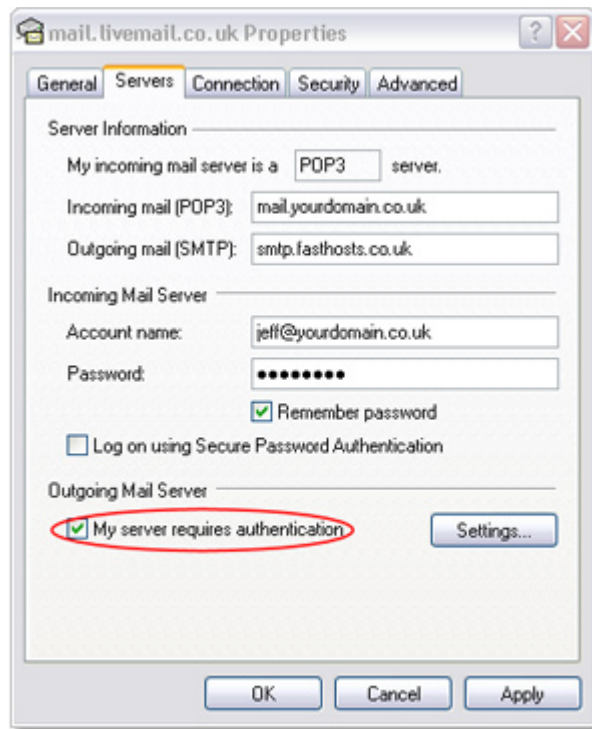 mail.livemail.co.uk Properties
General Servers Connection Security Advanced
Server Information
My incoming mail server is a POP3 server.
Incoming mail (POP3): mail.yourdomain.co.uk
Outgoing mail (SMTP): smtp.fasthosts.co.uk
Incoming Mail Server
Account name: jeff@yourdomain.co.uk
Password: ●●●●●●●●
Remember password
Log on using Secure Password Authentication
Outgoing Mail Server
My server requires authentication Settings...
OK Cancel Apply